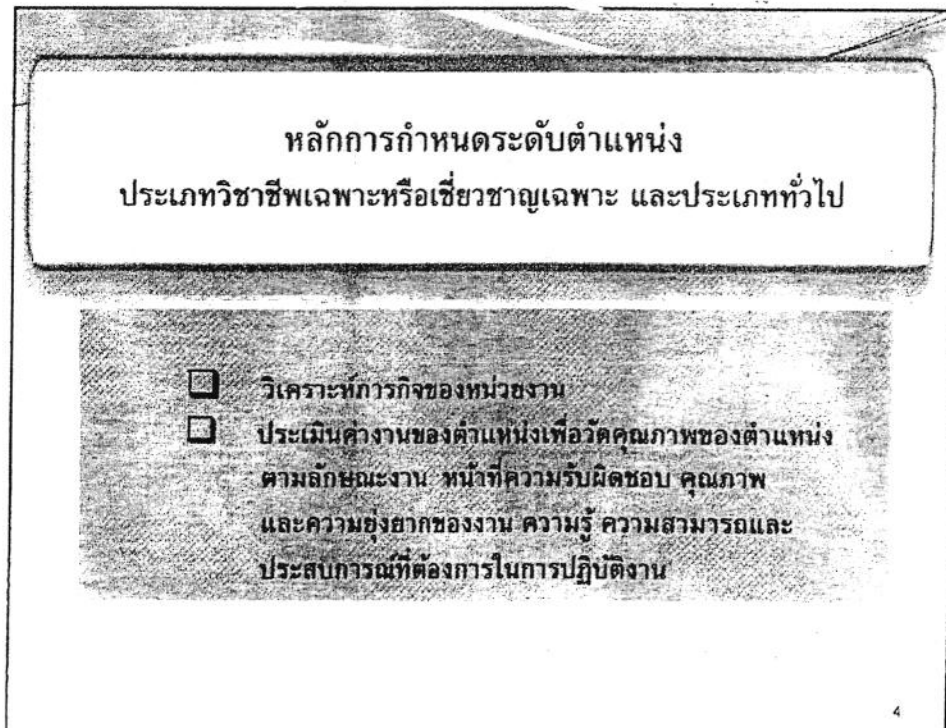 หลักการกำหนดระดับตำแหน่ง
ประเภทวิชาชีพเฉพาะหรือเชี่ยวชาญเฉพาะ และประเภททั่วไป
วิเคราะห์ภารกิจของหน่วยงาน
ประเมินค่างานของตำแหน่งเพื่อวัดคุณภาพของตำแหน่ง
ตามลักษณะงาน หน้าที่ความรับผิดชอบ คุณภาพ
และความยุ่งยากของงาน ความรู้ ความสามารถและ
ประสบการณ์ที่ต้องการในการปฏิบัติงาน
4